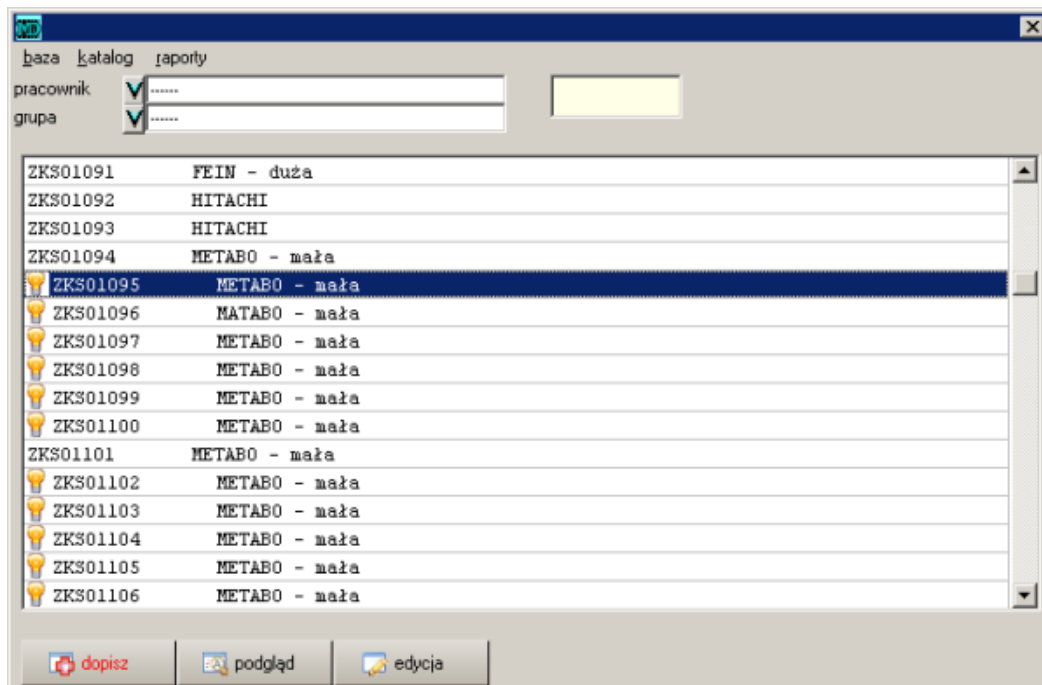 MD
baza katalog raporty
pracownik ------
grupa ------
ZKS01091 FEIN - duża
ZKS01092 HITACHI
ZKS01093 HITACHI
ZKS01094 METABO - mała
ZKS01095 METABO - mała
ZKS01096 MATABO - mała
ZKS01097 METABO - mała
ZKS01098 METABO - mała
ZKS01099 METABO - mała
ZKS01100 METABO - mała
ZKS01101 METABO - mała
ZKS01102 METABO - mała
ZKS01103 METABO - mała
ZKS01104 METABO - mała
ZKS01105 METABO - mała
ZKS01106 METABO - mała
dopisz podgląd edycja